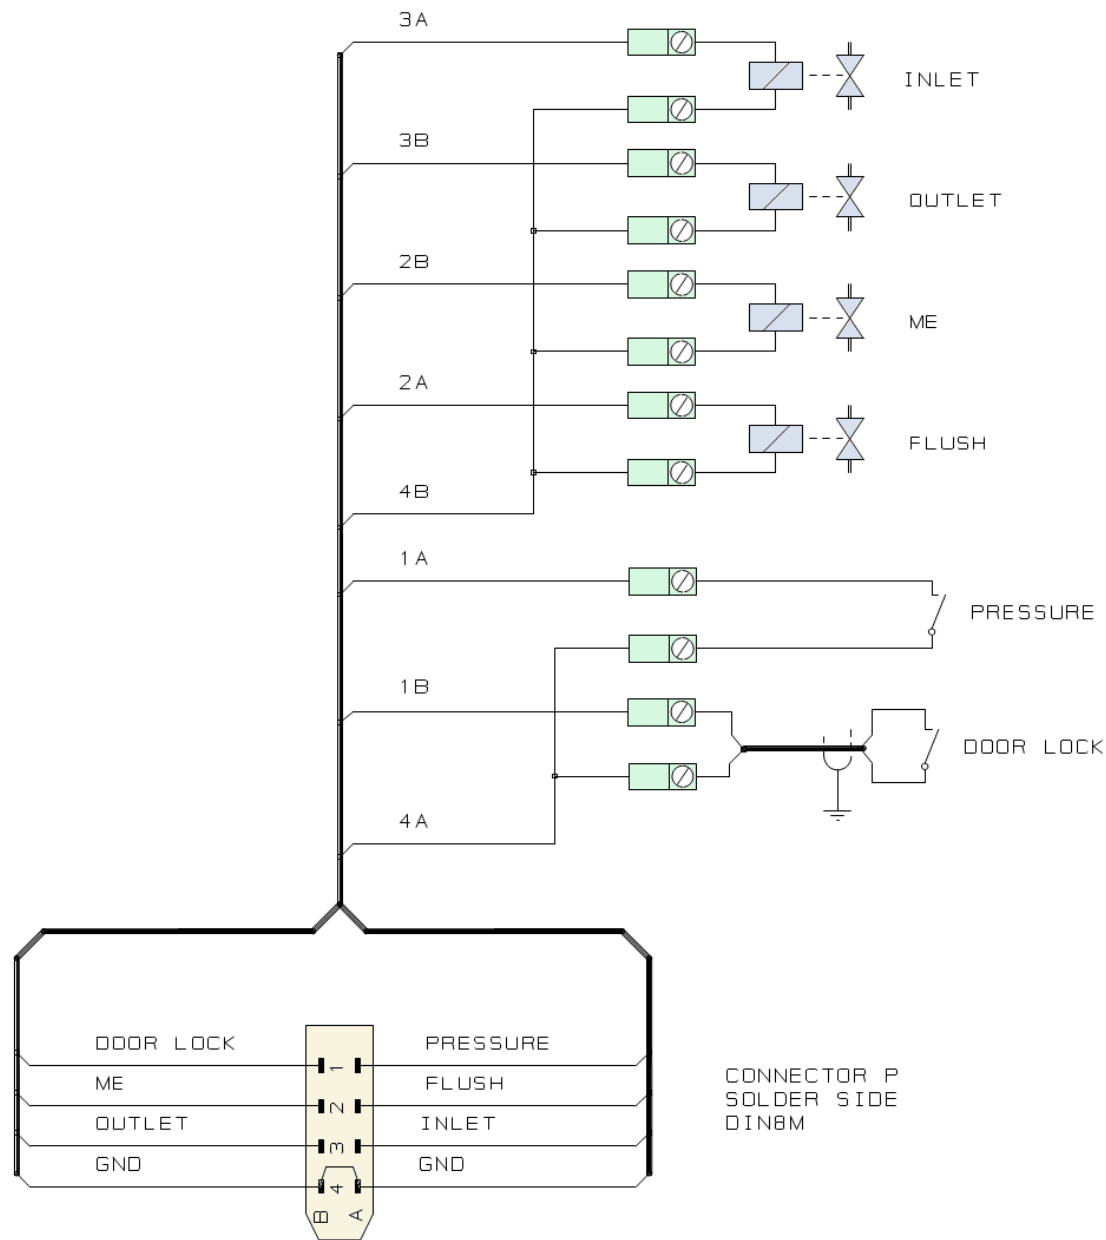 3A
INLET
3B
OUTLET
2B
ME
2A
FLUSH
4B
1A
PRESSURE
1B
DOOR LOCK
4A
DOOR LOCK 1 PRESSURE
ME 2 FLUSH
OUTLET 3 INLET
GND 4 GND
B A
CONNECTOR P
SOLDER SIDE
DIN8M